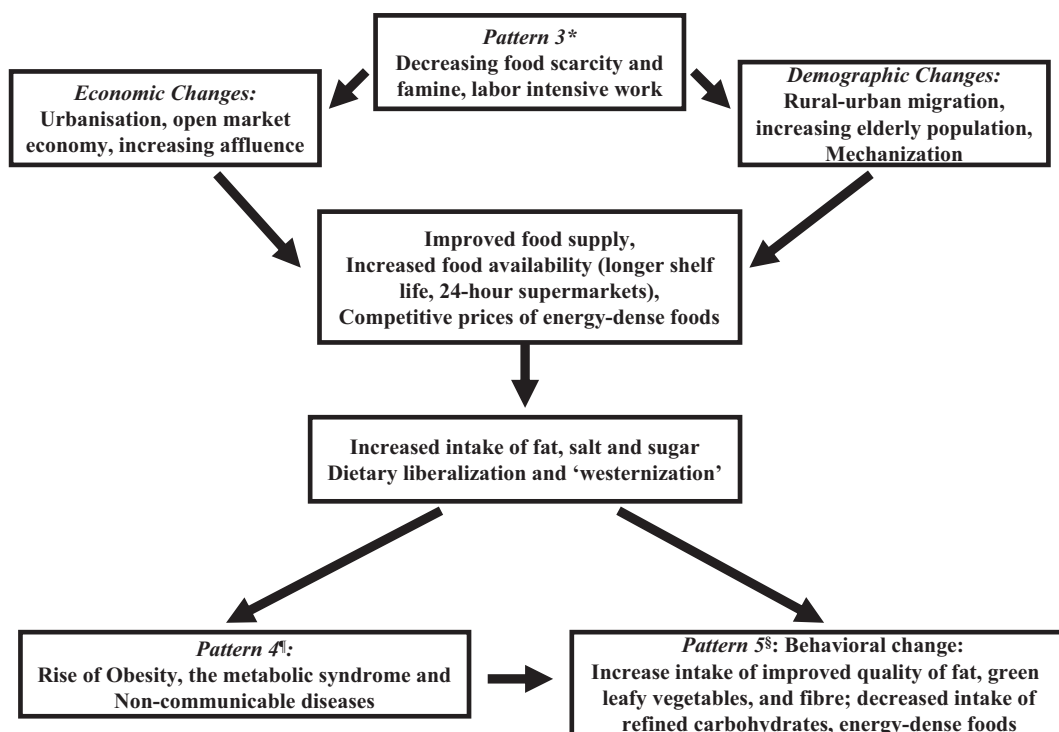 Pattern 3*
Decreasing food scarcity and
famine, labor intensive work
Economic Changes:
Urbanisation, open market
economy, increasing affluence
Demographic Changes:
Rural-urban migration,
increasing elderly population,
Mechanization
Improved food supply,
Increased food availability (longer shelf
life, 24-hour supermarkets),
Competitive prices of energy-dense foods
Increased intake of fat, salt and sugar
Dietary liberalization and ‘westernization’
Pattern 4¶:
Rise of Obesity, the metabolic syndrome and
Non-communicable diseases
Pattern 5§: Behavioral change:
Increase intake of improved quality of fat, green
leafy vegetables, and fibre; decreased intake of
refined carbohydrates, energy-dense foods